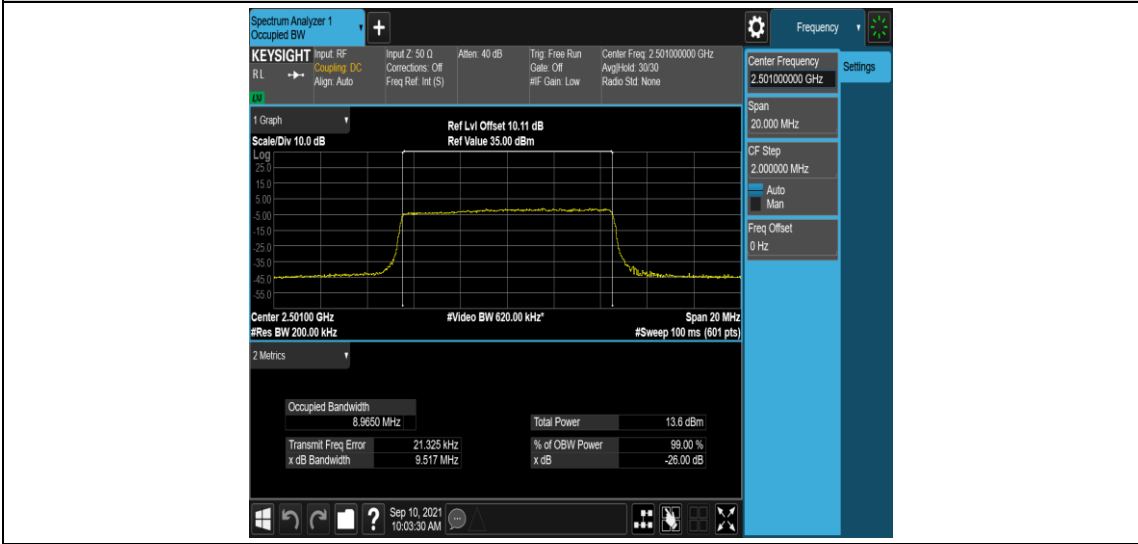 Spectrum Analyzer 1
Occupied BW
+
Frequency
KEYSIGHT
RL
LM
Input: RF
Coupling: DC
Align: Auto
Input Z: 50 Ω
Corrections: Off
Freq Ref: Int (S)
Atten: 40 dB
Trig: Free Run
Gate: Off
#IF Gain: Low
Center Freq: 2.501000000 GHz
Avg|Hold: 30/30
Radio Std: None
Center Frequency
2.501000000 GHz
Settings
Span
20.000 MHz
CF Step
2.000000 MHz
Auto
Man
Freq Offset
0 Hz
1 Graph
Scale/Div 10.0 dB
Ref Lvl Offset 10.11 dB
Ref Value 35.00 dBm
Log
25.0
15.0
5.00
-5.00
-15.0
-25.0
-35.0
-45.0
-55.0
Center 2.50100 GHz
#Video BW 620.00 kHz*
Span 20 MHz
#Res BW 200.00 kHz
#Sweep 100 ms (601 pts)
2 Metrics
Occupied Bandwidth
8.9650 MHz
Total Power 13.6 dBm
Transmit Freq Error 21.325 kHz
% of OBW Power 99.00 %
x dB Bandwidth 9.517 MHz
x dB -26.00 dB
?
Sep 10, 2021
10:03:30 AM